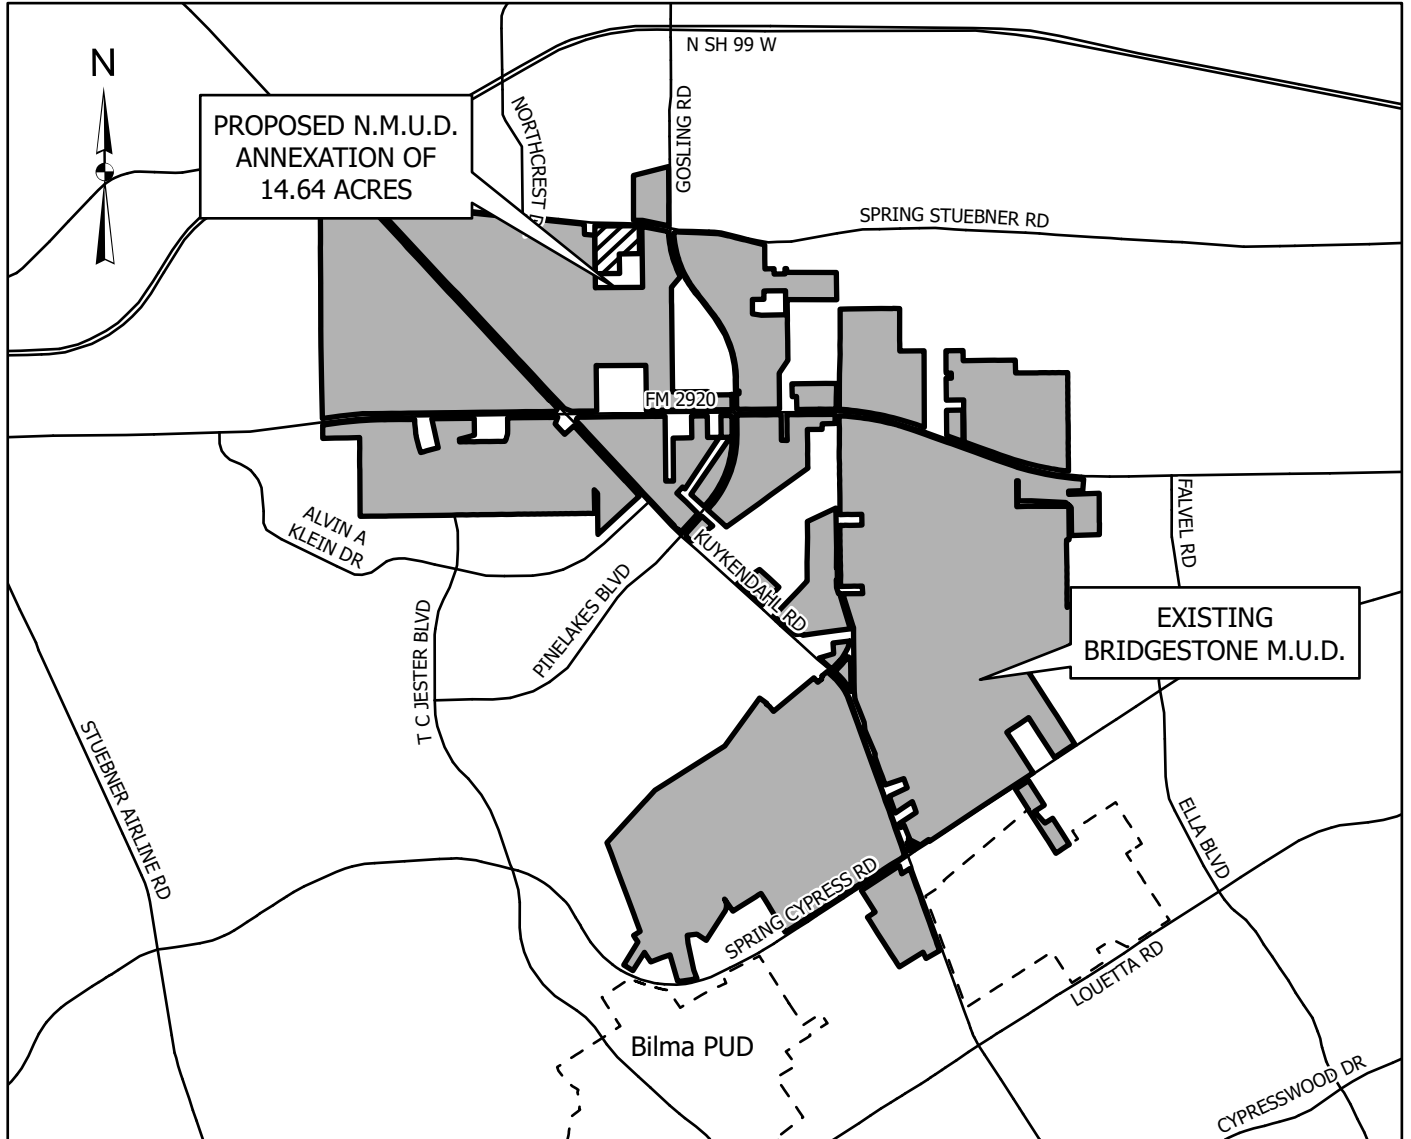 N SH 99 W
N
PROPOSED N.M.U.D.
ANNEXATION OF
14.64 ACRES
NORTHCREST D
GOSLING RD
SPRING STUEBNER RD
FM 2920
ALVIN A
KLEIN DR
FALVEL RD
KUYKENDAHL RD
PINELAKES BLVD
T C JESTER BLVD
EXISTING
BRIDGESTONE M.U.D.
STUEBNER AIRLINE RD
ELLA BLVD
SPRING CYPRESS RD
LOUETTA RD
Bilma PUD
CYPRESSWOOD DR